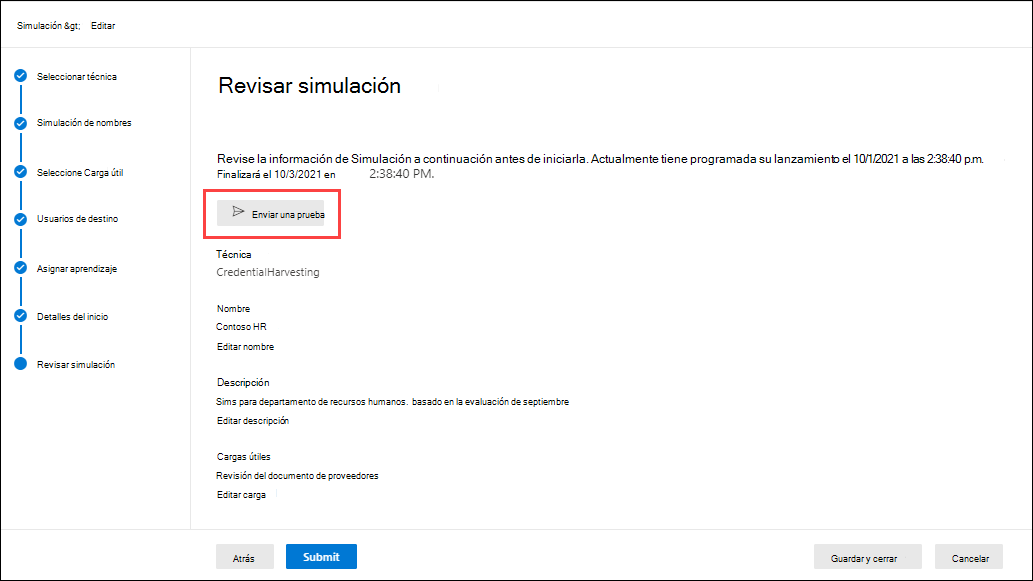 Simulación &gt; Editar
Seleccionar técnica
Simulación de nombres
Seleccione Carga útil
Usuarios de destino
Asignar aprendizaje
Detalles del inicio
Revisar simulación
Revisar simulación
Revise la información de Simulación a continuación antes de iniciarla. Actualmente tiene programada su lanzamiento el 10/1/2021 a las 2:38:40 p.m.
Finalizará el 10/3/2021 en 2:38:40 PM.
Enviar una prueba
Técnica
CredentialHarvesting
Nombre
Contoso HR
Editar nombre
Descripción
Sims para departamento de recursos humanos. basado en la evaluación de septiembre
Editar descripción
Cargas útiles
Revisión del documento de proveedores
Editar carga
Atrás Submit Guardar y cerrar Cancelar